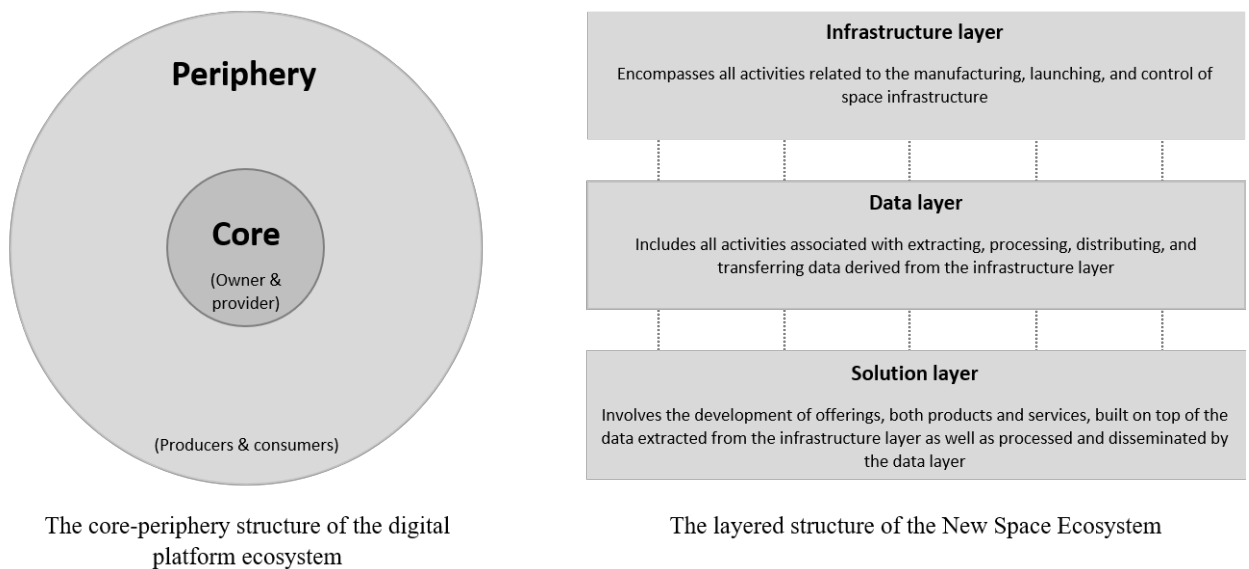 Periphery
Core
(Owner &
provider)
(Producers & consumers)
The core-periphery structure of the digital
platform ecosystem
Infrastructure layer
Encompasses all activities related to the manufacturing, launching, and control of
space infrastructure
Data layer
Includes all activities associated with extracting, processing, distributing, and
transferring data derived from the infrastructure layer
Solution layer
Involves the development of offerings, both products and services, built on top of the
data extracted from the infrastructure layer as well as processed and disseminated by
the data layer
The layered structure of the New Space Ecosystem